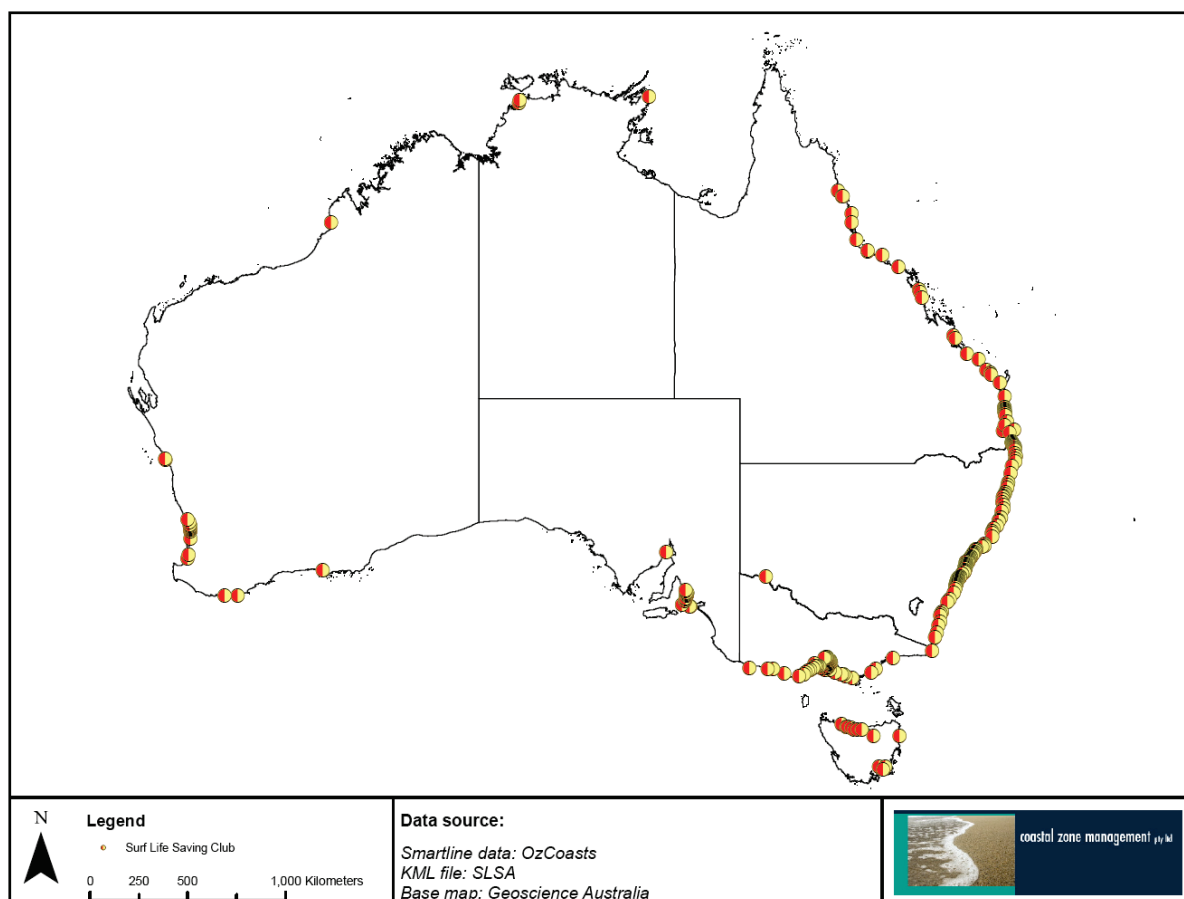 N
Legend
Surf Life Saving Club
0 250 500 1,000 Kilometers
Data source:
Smartline data: OzCoasts
KML file: SLSA
Base map: Geoscience Australia
coastal zone management pty ltd